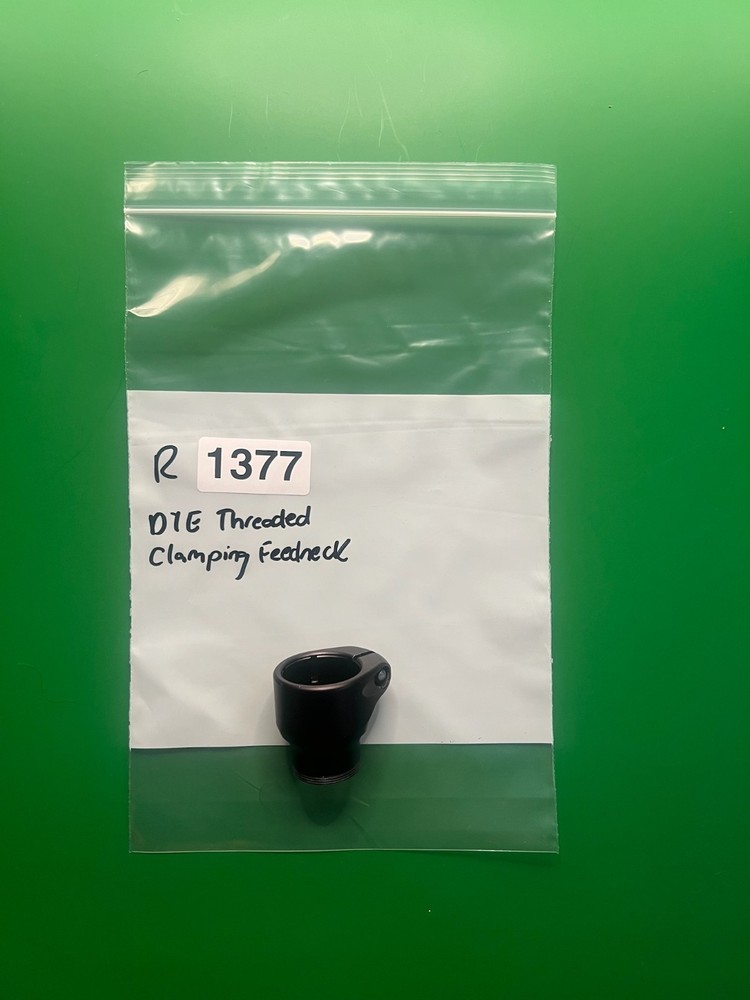 R 1377
DYE Threaded
Clamping Feedneck